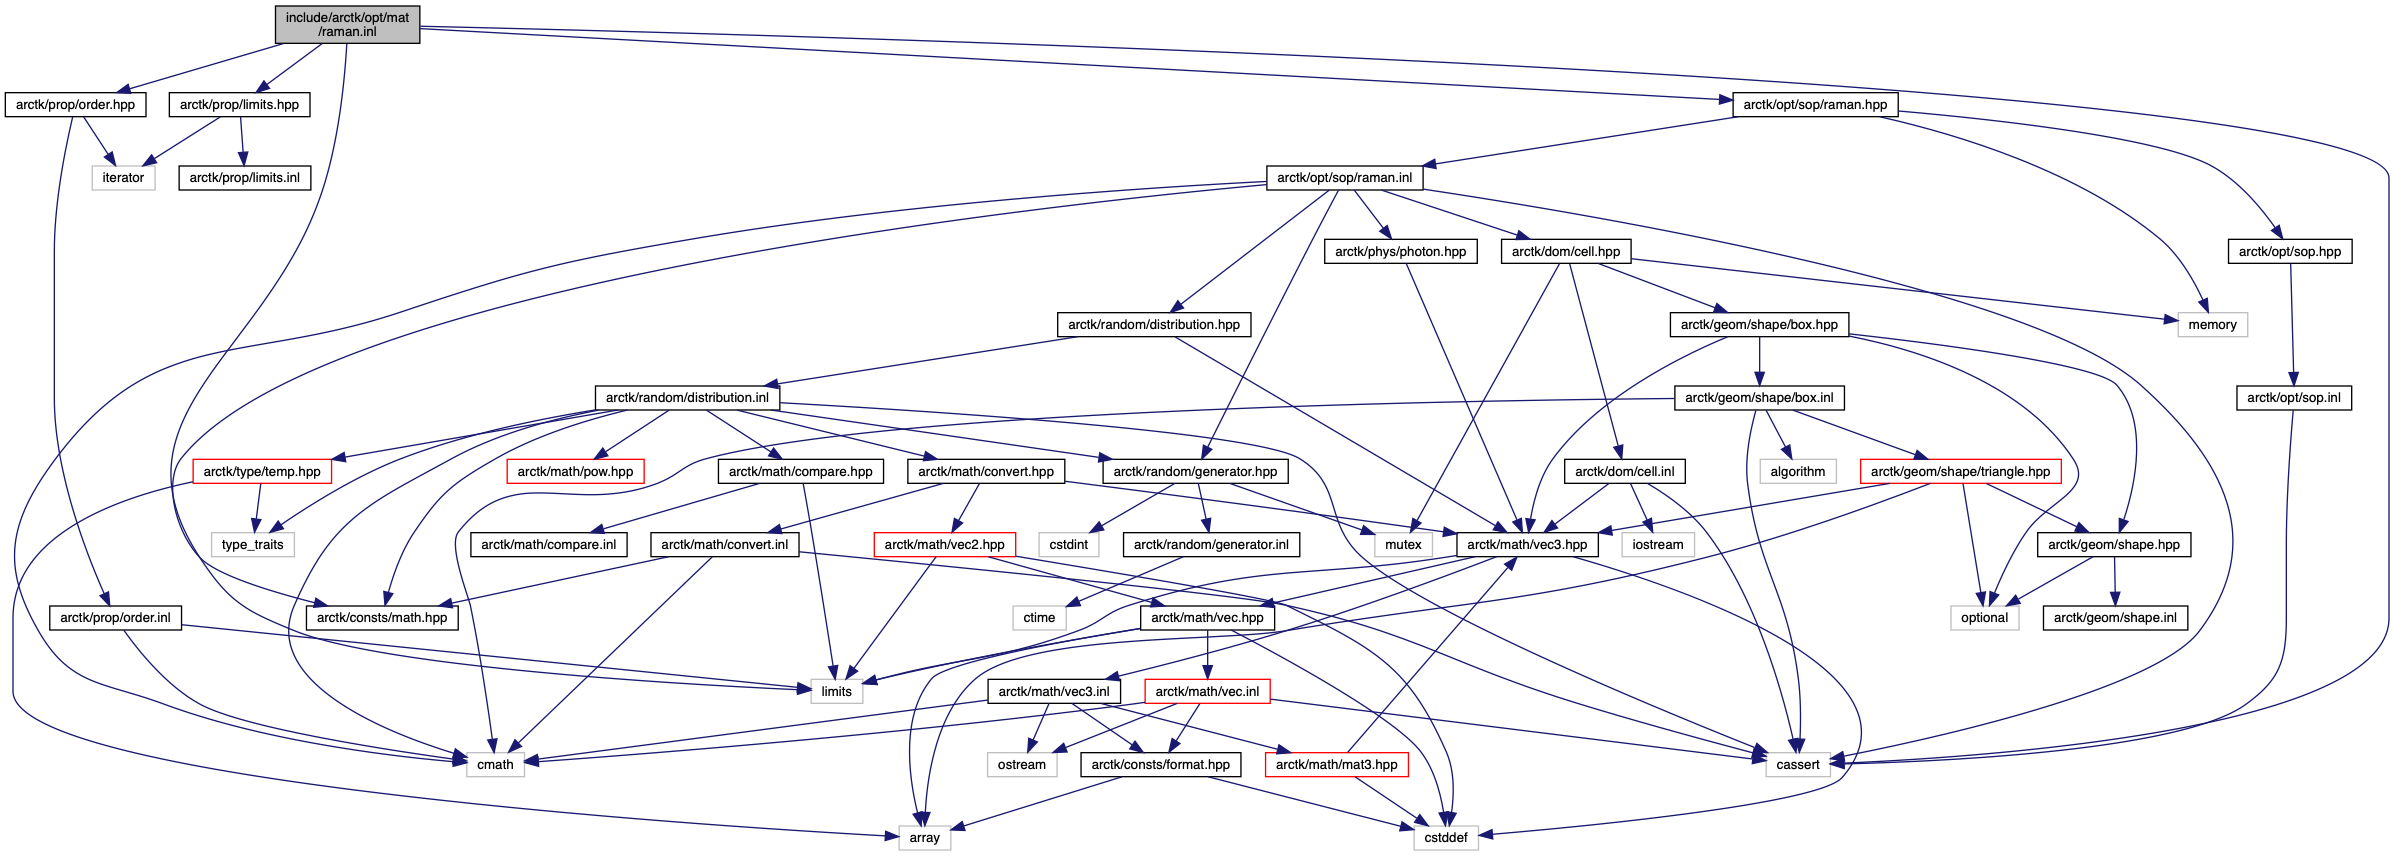 include/arctk/opt/mat
/raman.inl
arctk/prop/order.hpp
arctk/prop/limits.hpp
arctk/opt/sop/raman.hpp
iterator
arctk/prop/limits.inl
arctk/opt/sop/raman.inl
arctk/phys/photon.hpp
arctk/dom/cell.hpp
arctk/opt/sop.hpp
arctk/random/distribution.hpp
arctk/geom/shape/box.hpp
memory
arctk/random/distribution.inl
arctk/geom/shape/box.inl
arctk/opt/sop.inl
arctk/type/temp.hpp
arctk/math/pow.hpp
arctk/math/compare.hpp
arctk/math/convert.hpp
arctk/random/generator.hpp
arctk/dom/cell.inl
algorithm
arctk/geom/shape/triangle.hpp
type_traits
arctk/math/compare.inl
arctk/math/convert.inl
arctk/math/vec2.hpp
cstdint
arctk/random/generator.inl
mutex
arctk/math/vec3.hpp
iostream
arctk/geom/shape.hpp
arctk/prop/order.inl
arctk/consts/math.hpp
ctime
arctk/math/vec.hpp
optional
arctk/geom/shape.inl
limits
arctk/math/vec3.inl
arctk/math/vec.inl
cmath
ostream
arctk/consts/format.hpp
arctk/math/mat3.hpp
cassert
array
cstddef